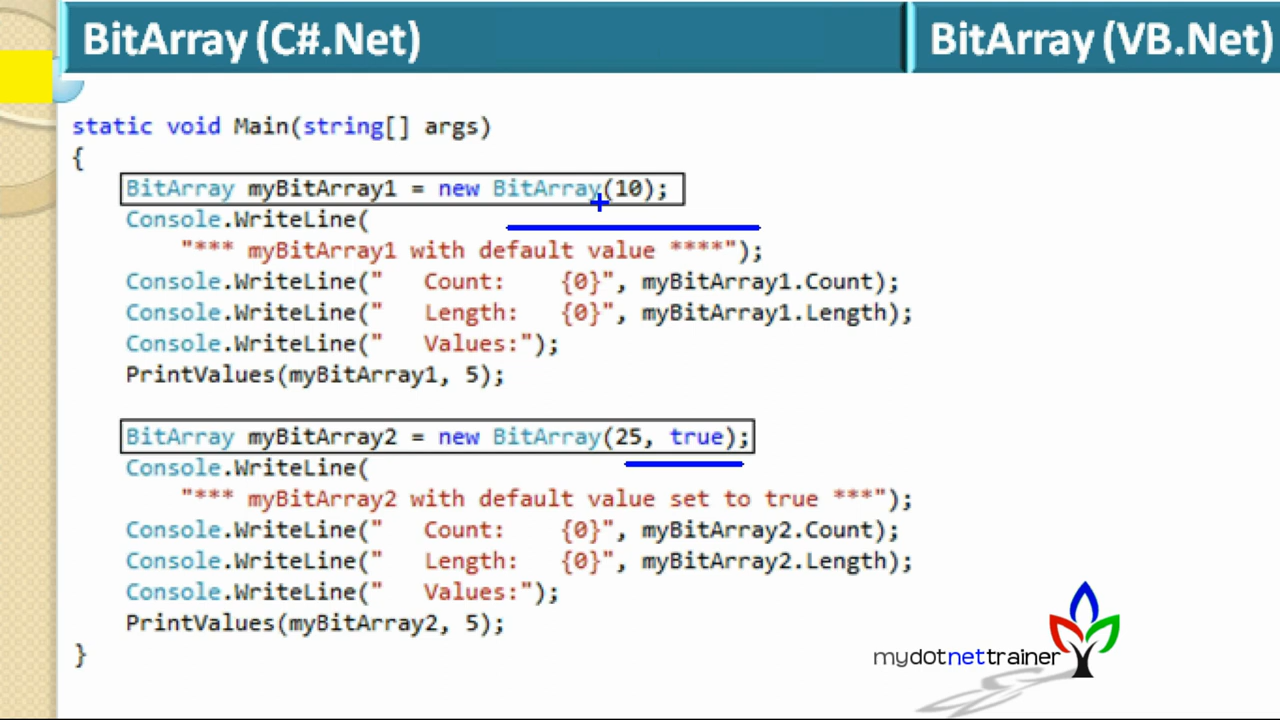 BitArray (C#.Net)
BitArray (VB.Net)
static void Main(string[] args)
{
BitArray myBitArray1 = new BitArray(10);
Console.WriteLine(
"*** myBitArray1 with default value ****");
Console.WriteLine("   Count:    {0}", myBitArray1.Count);
Console.WriteLine("   Length:   {0}", myBitArray1.Length);
Console.WriteLine("   Values:");
PrintValues(myBitArray1, 5);
BitArray myBitArray2 = new BitArray(25, true);
Console.WriteLine(
"*** myBitArray2 with default value set to true ***");
Console.WriteLine("   Count:    {0}", myBitArray2.Count);
Console.WriteLine("   Length:   {0}", myBitArray2.Length);
Console.WriteLine("   Values:");
PrintValues(myBitArray2, 5);
}
mydotnettrainer